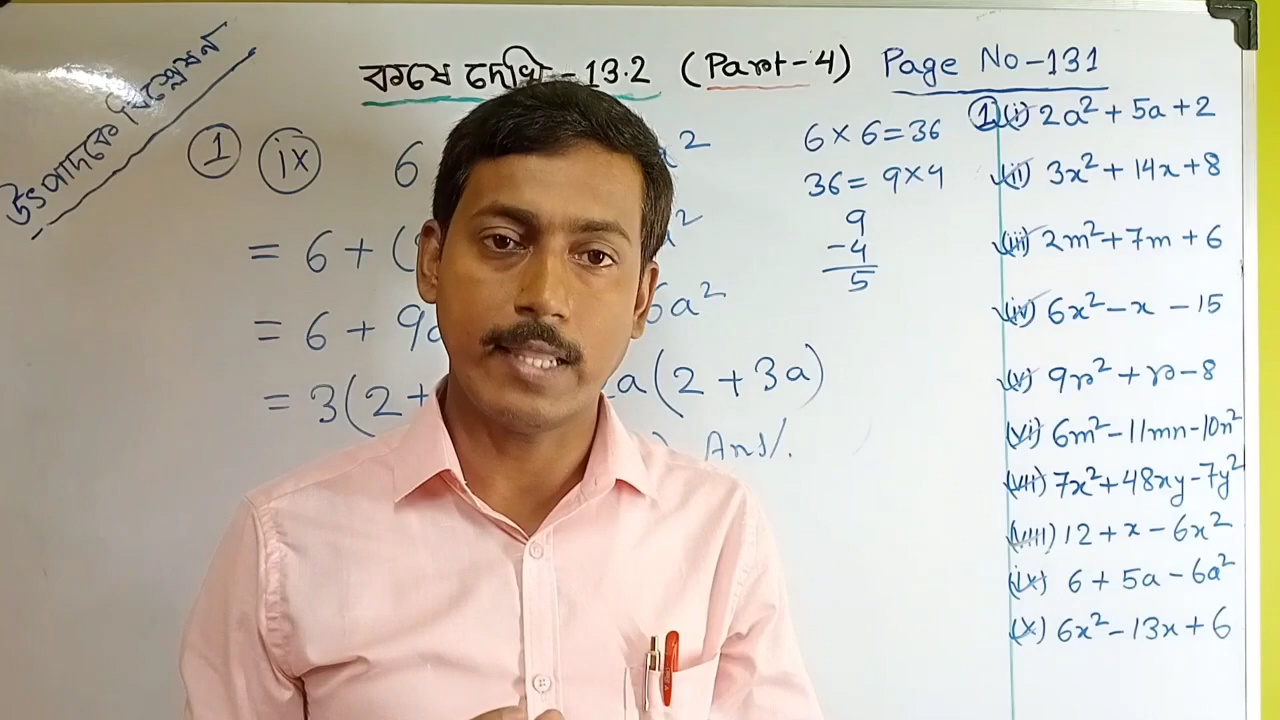 উৎপাদকে বিশ্লেষণ
কষে দেখি - 13.2 (Part-4) Page No-131
① ⓘⓧ 6 a²
= 6 + ( a²
= 6 + 9a 6a²
= 3(2+ a(2 + 3a)
) Ans/.
6 × 6 = 36
36 = 9 × 4
9
- 4
5
① (i) 2a² + 5a + 2
(ii) 3x² + 14x + 8
(iii) 2m² + 7m + 6
(iv) 6x² - x - 15
(v) 9r² + r - 8
(vi) 6m² - 11mn - 10n²
(vii) 7x² + 48xy - 7y²
(viii) 12 + x - 6x²
(ix) 6 + 5a - 6a²
(x) 6x² - 13x + 6